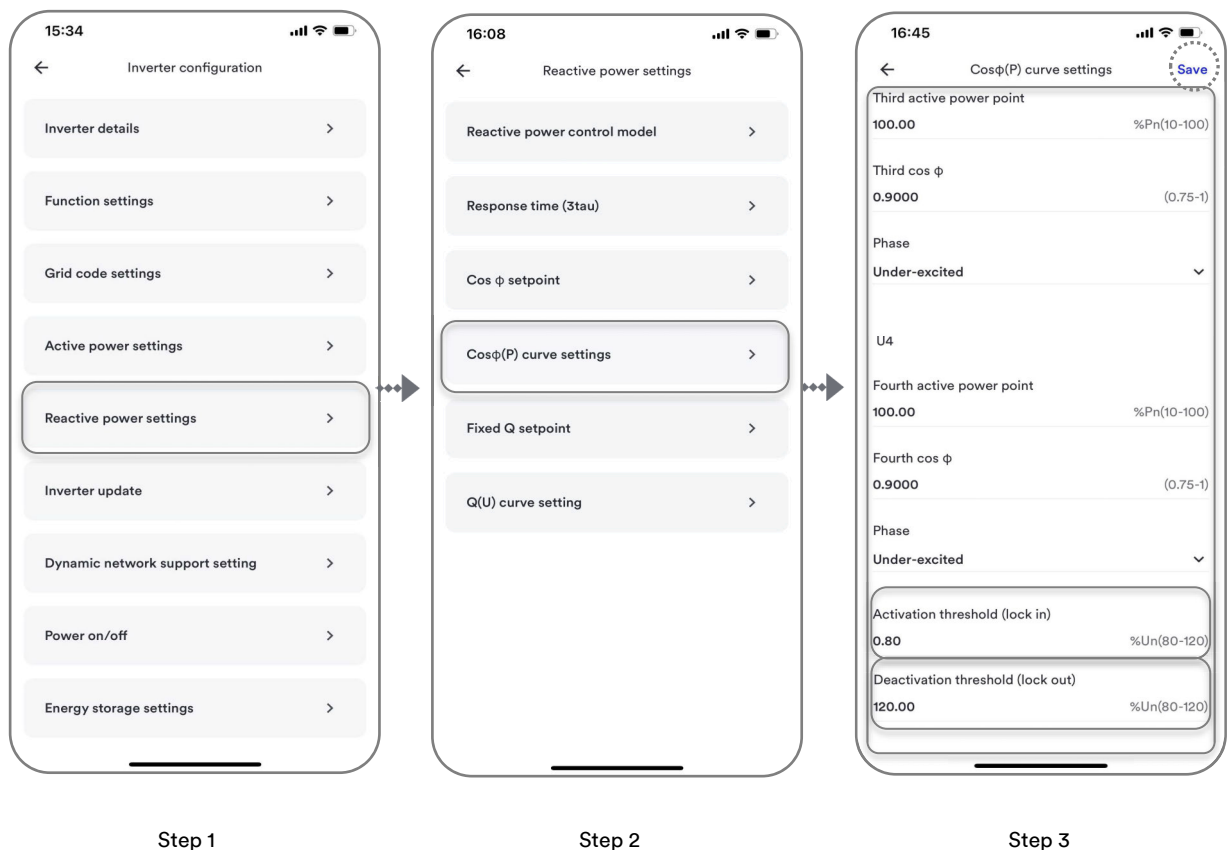 15:34
Inverter configuration
Inverter details
Function settings
Grid code settings
Active power settings
Reactive power settings
Inverter update
Dynamic network support setting
Power on/off
Energy storage settings
Step 1
16:08
Reactive power settings
Reactive power control model
Response time (3tau)
Cos ϕ setpoint
Cosϕ(P) curve settings
Fixed Q setpoint
Q(U) curve setting
Step 2
16:45
Cosϕ(P) curve settings Save
Third active power point
100.00 %Pn(10-100)
Third cos ϕ
0.9000 (0.75-1)
Phase
Under-excited
U4
Fourth active power point
100.00 %Pn(10-100)
Fourth cos ϕ
0.9000 (0.75-1)
Phase
Under-excited
Activation threshold (lock in)
0.80 %Un(80-120)
Deactivation threshold (lock out)
120.00 %Un(80-120)
Step 3